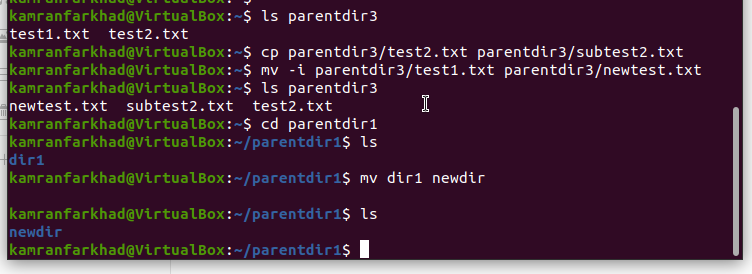 kamranfarkhad@VirtualBox:~$ ls parentdir3
test1.txt  test2.txt
kamranfarkhad@VirtualBox:~$ cp parentdir3/test2.txt parentdir3/subtest2.txt
kamranfarkhad@VirtualBox:~$ mv -i parentdir3/test1.txt parentdir3/newtest.txt
kamranfarkhad@VirtualBox:~$ ls parentdir3
newtest.txt  subtest2.txt  test2.txt
kamranfarkhad@VirtualBox:~$ cd parentdir1
kamranfarkhad@VirtualBox:~/parentdir1$ ls
dir1
kamranfarkhad@VirtualBox:~/parentdir1$ mv dir1 newdir
kamranfarkhad@VirtualBox:~/parentdir1$ ls
newdir
kamranfarkhad@VirtualBox:~/parentdir1$